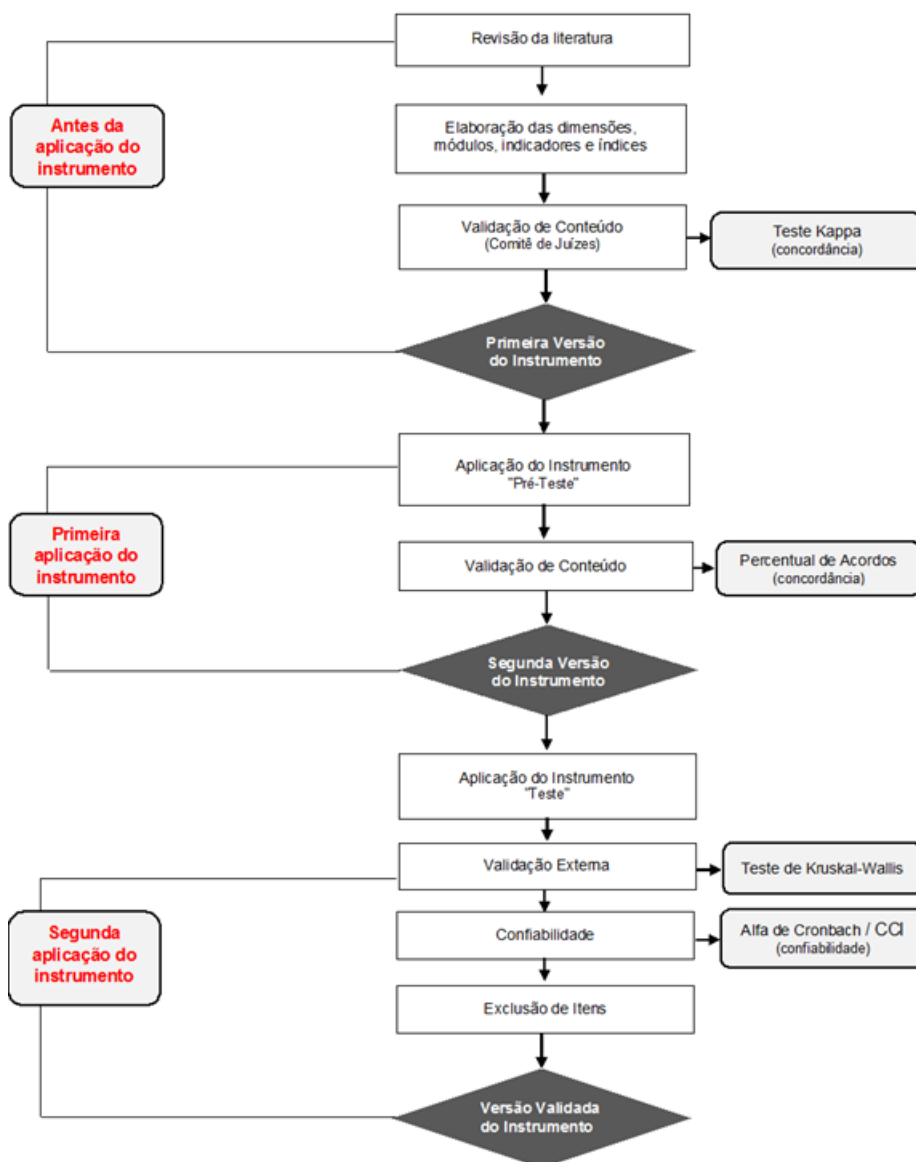 Revisão da literatura
Antes da
aplicação do
instrumento
Elaboração das dimensões,
módulos, indicadores e índices
Validação de Conteúdo
(Comitê de Juízes)
Teste Kappa
(concordância)
Primeira Versão
do Instrumento
Aplicação do Instrumento
"Pré-Teste"
Primeira
aplicação do
instrumento
Validação de Conteúdo
Percentual de Acordos
(concordância)
Segunda Versão
do Instrumento
Aplicação do Instrumento
"Teste"
Validação Externa
Teste de Kruskal-Wallis
Segunda
aplicação do
instrumento
Confiabilidade
Alfa de Cronbach / CCI
(confiabilidade)
Exclusão de Itens
Versão Validada
do Instrumento